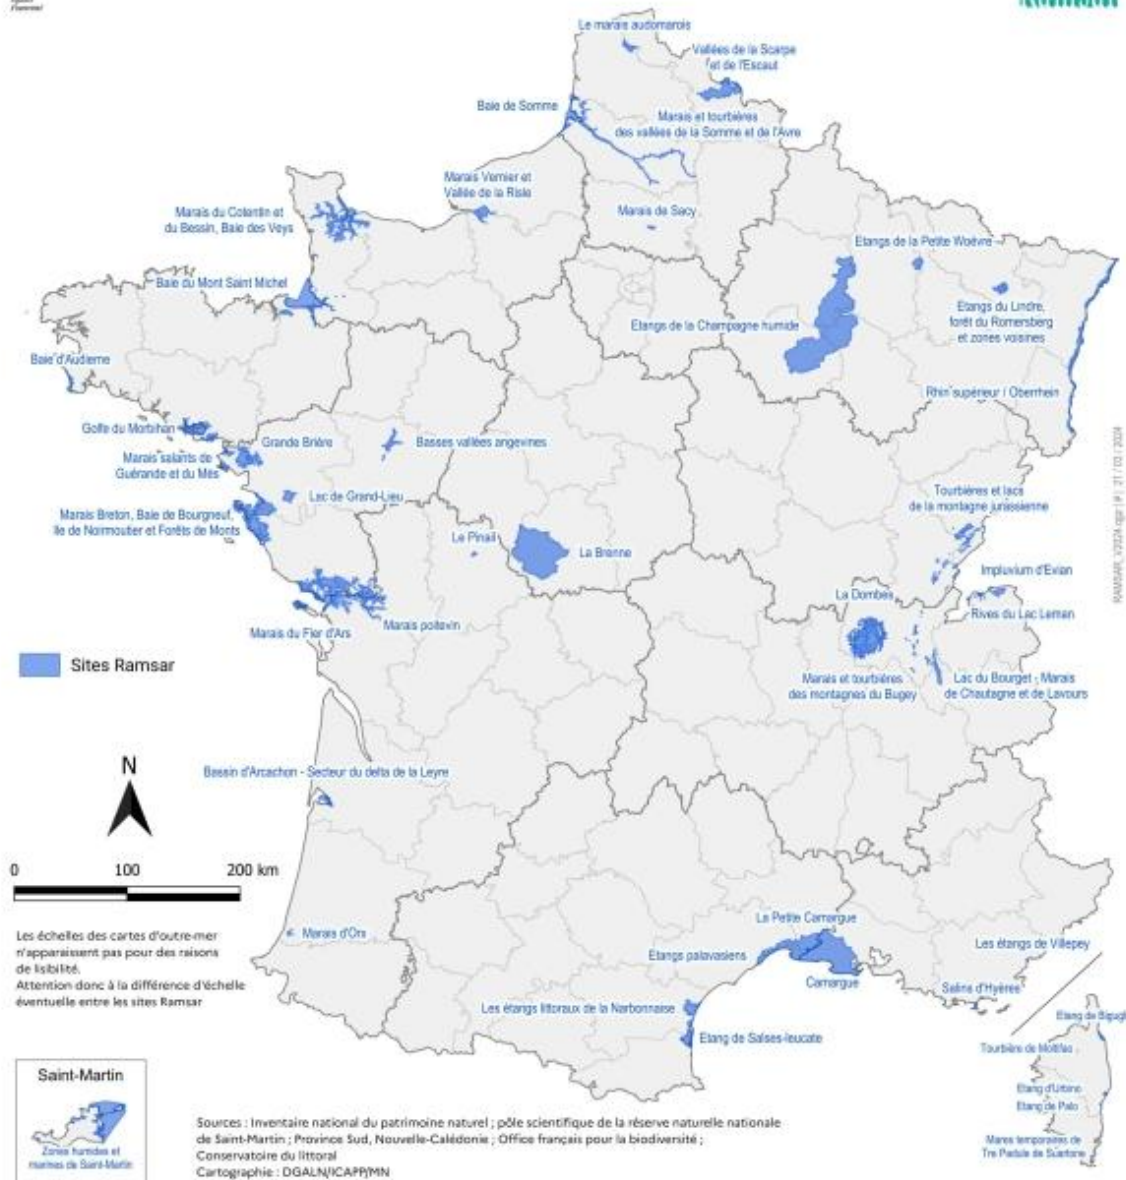 Le marais audomarois
Vallées de la Scarpe
et de l'Escaut
Baie de Somme
Marais et tourbières
des vallées de la Somme et de l'Avre
Marais Vernier et
Vallée de la Risle
Marais de Sacy
Marais du Cotentin et
du Bessin, Baie des Veys
Etangs de la Petite Woëvre
Baie du Mont Saint Michel
Etangs du Lindre,
forêt du Romersberg
et zones voisines
Etangs de la Champagne humide
Baie d'Audierne
Rhin supérieur / Oberrhein
Golfe du Morbihan
Grande Brière
Basses vallées angevines
Marais salants de
Guérande et du Més
Lac de Grand-Lieu
Tourbières et lacs
de la montagne jurassienne
Marais Breton, Baie de Bourgneuf,
Ile de Noirmoutier et Forêts de Monts
Le Pinail
La Brenne
Impluvium d'Evian
La Dombes
Rives du Lac Leman
Marais du Fier d'Ars
Marais poitevin
Sites Ramsar
Marais et tourbières
des montagnes du Bugey
Lac du Bourget - Marais
de Chautagne et de Lavours
N
Bassin d'Arcachon - Secteur du delta de la Leyre
0 100 200 km
Les échelles des cartes d'outre-mer
n'apparaissent pas pour des raisons
de lisibilité.
Attention donc à la différence d'échelle
éventuelle entre les sites Ramsar
Marais d'Orx
La Petite Camargue
Etangs palavasiens
Camargue
Les étangs de Villepey
Salins d'Hyères
Les étangs littoraux de la Narbonnaise
Etang de Salses-leucate
Etang de Bigugl
Tourbière de Moltifao
Etang d'Urbino
Etang de Palo
Mares temporaires de
Tre Padule de Suartone
Saint-Martin
Zones humides et
marines de Saint-Martin
Sources : Inventaire national du patrimoine naturel ; pôle scientifique de la réserve naturelle nationale
de Saint-Martin ; Province Sud, Nouvelle-Calédonie ; Office français pour la biodiversité ;
Conservatoire du littoral
Cartographie : DGALN/ICAPP/MN
RAMSAR_V2024.qgz | 21 / 03 / 2024